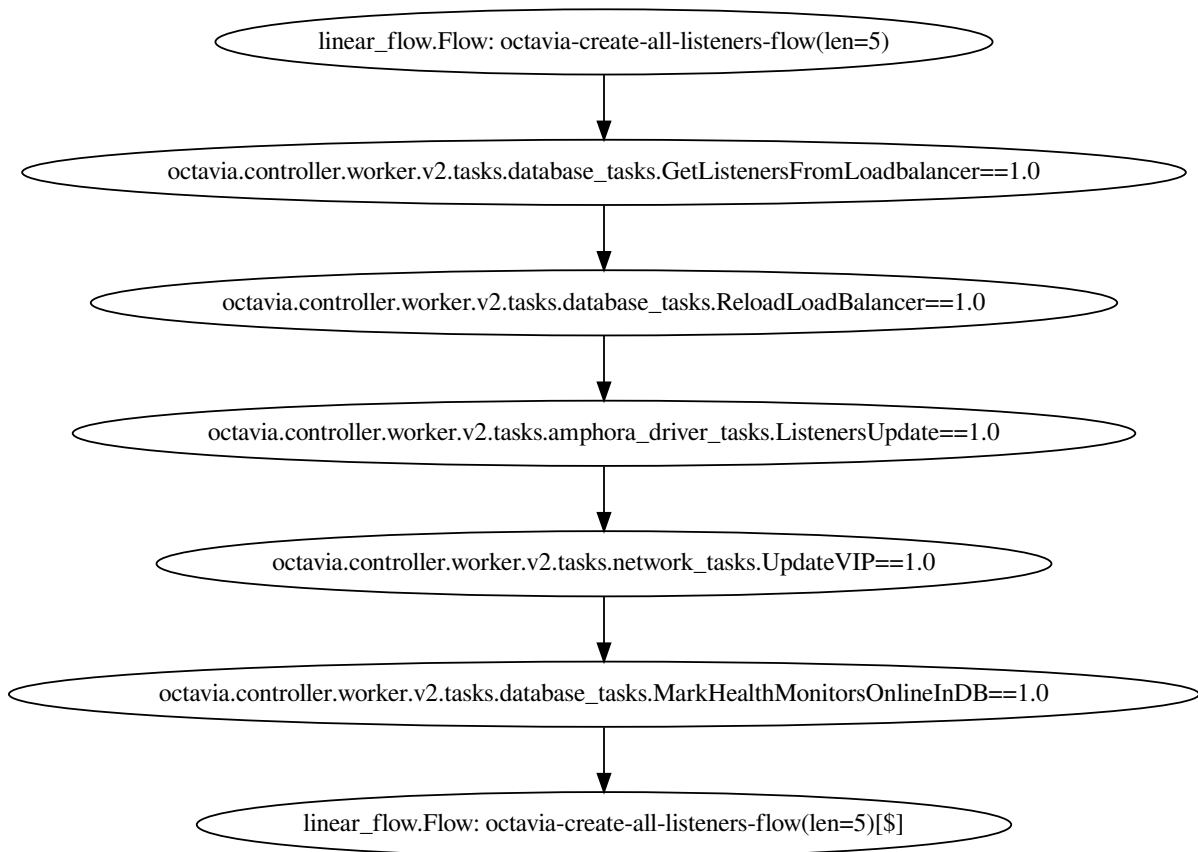 linear_flow.Flow: octavia-create-all-listeners-flow(len=5)
octavia.controller.worker.v2.tasks.database_tasks.GetListenersFromLoadbalancer==1.0
octavia.controller.worker.v2.tasks.database_tasks.ReloadLoadBalancer==1.0
octavia.controller.worker.v2.tasks.amphora_driver_tasks.ListenersUpdate==1.0
octavia.controller.worker.v2.tasks.network_tasks.UpdateVIP==1.0
octavia.controller.worker.v2.tasks.database_tasks.MarkHealthMonitorsOnlineInDB==1.0
linear_flow.Flow: octavia-create-all-listeners-flow(len=5)[$]